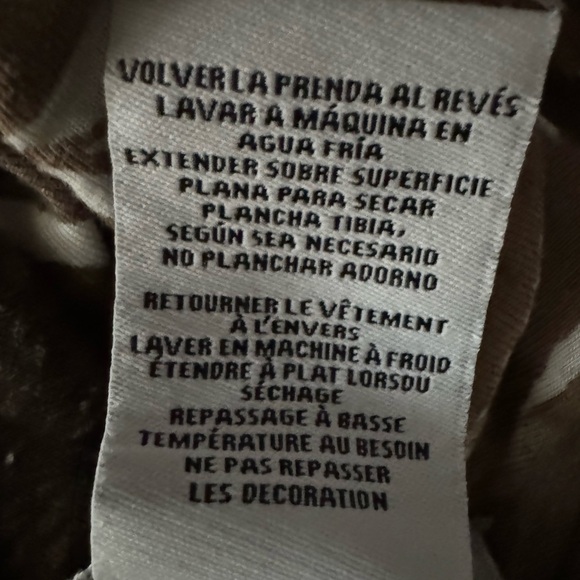 VOLVER LA PRENDA AL REVÉS
LAVAR A MÁQUINA EN
AGUA FRÍA
EXTENDER SOBRE SUPERFICIE
PLANA PARA SECAR
PLANCHA TIBIA,
SEGÚN SEA NECESARIO
NO PLANCHAR ADORNO
RETOURNER LE VÊTEMENT
À L'ENVERS
LAVER EN MACHINE À FROID
ÉTENDRE À PLAT LORSDU
SÉCHAGE
REPASSAGE À BASSE
TEMPÉRATURE AU BESOIN
NE PAS REPASSER
LES DECORATION